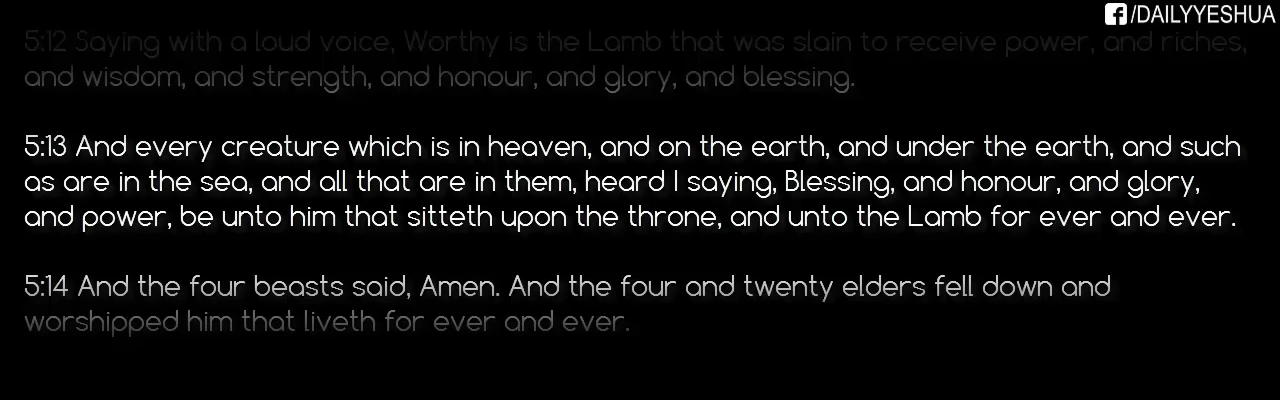 /DAILYYESHUA
5:12 Saying with a loud voice, Worthy is the Lamb that was slain to receive power, and riches,
and wisdom, and strength, and honour, and glory, and blessing.
5:13 And every creature which is in heaven, and on the earth, and under the earth, and such
as are in the sea, and all that are in them, heard I saying, Blessing, and honour, and glory,
and power, be unto him that sitteth upon the throne, and unto the Lamb for ever and ever.
5:14 And the four beasts said, Amen. And the four and twenty elders fell down and
worshipped him that liveth for ever and ever.